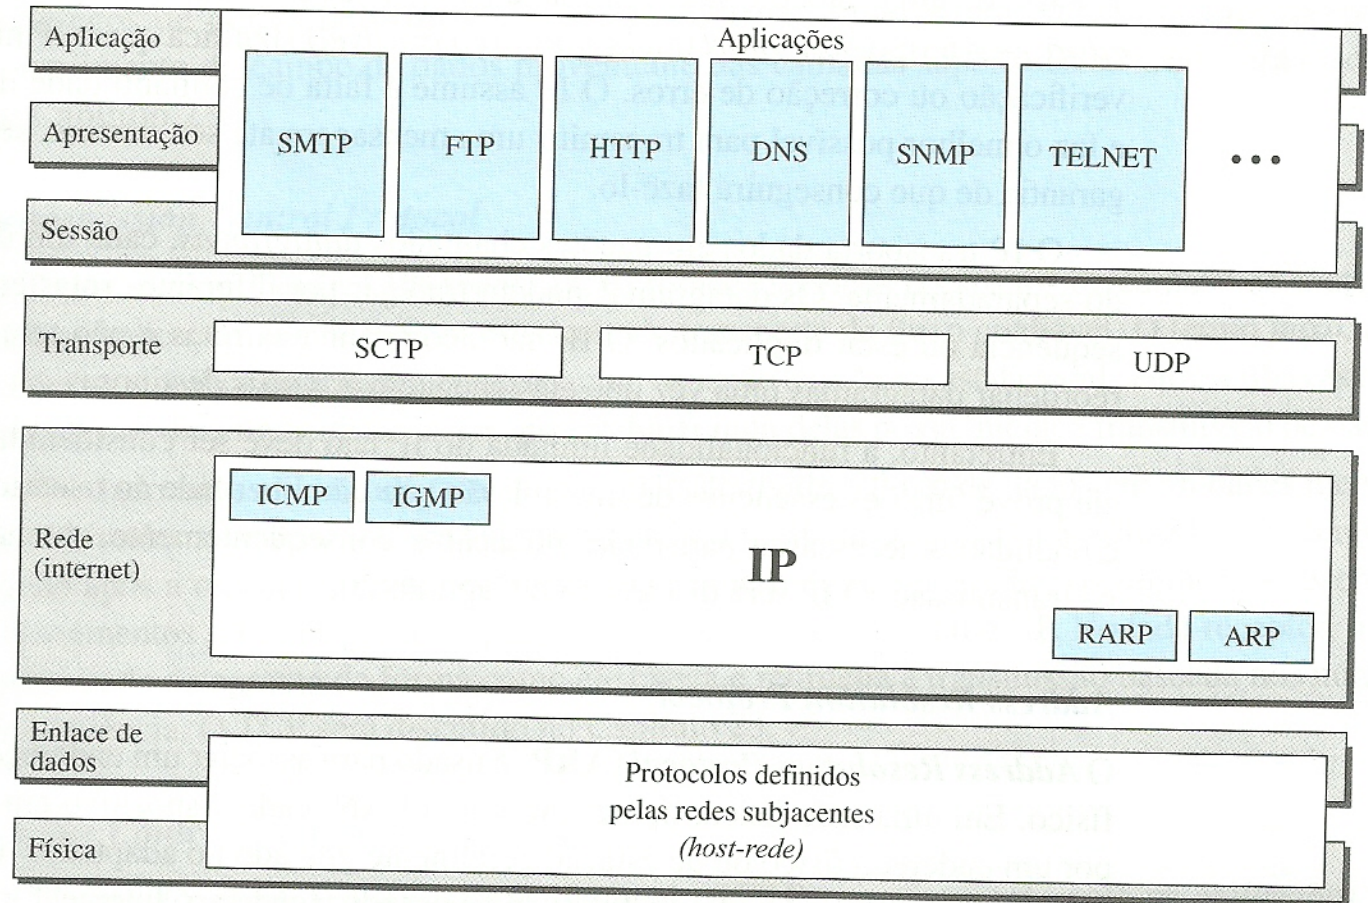 Aplicação
Aplicações
Apresentação
SMTP
FTP
HTTP
DNS
SNMP
TELNET
...
Sessão
Transporte
SCTP
TCP
UDP
ICMP
IGMP
Rede
(internet)
IP
RARP
ARP
Enlace de
dados
Protocolos definidos
pelas redes subjacentes
(host-rede)
Física